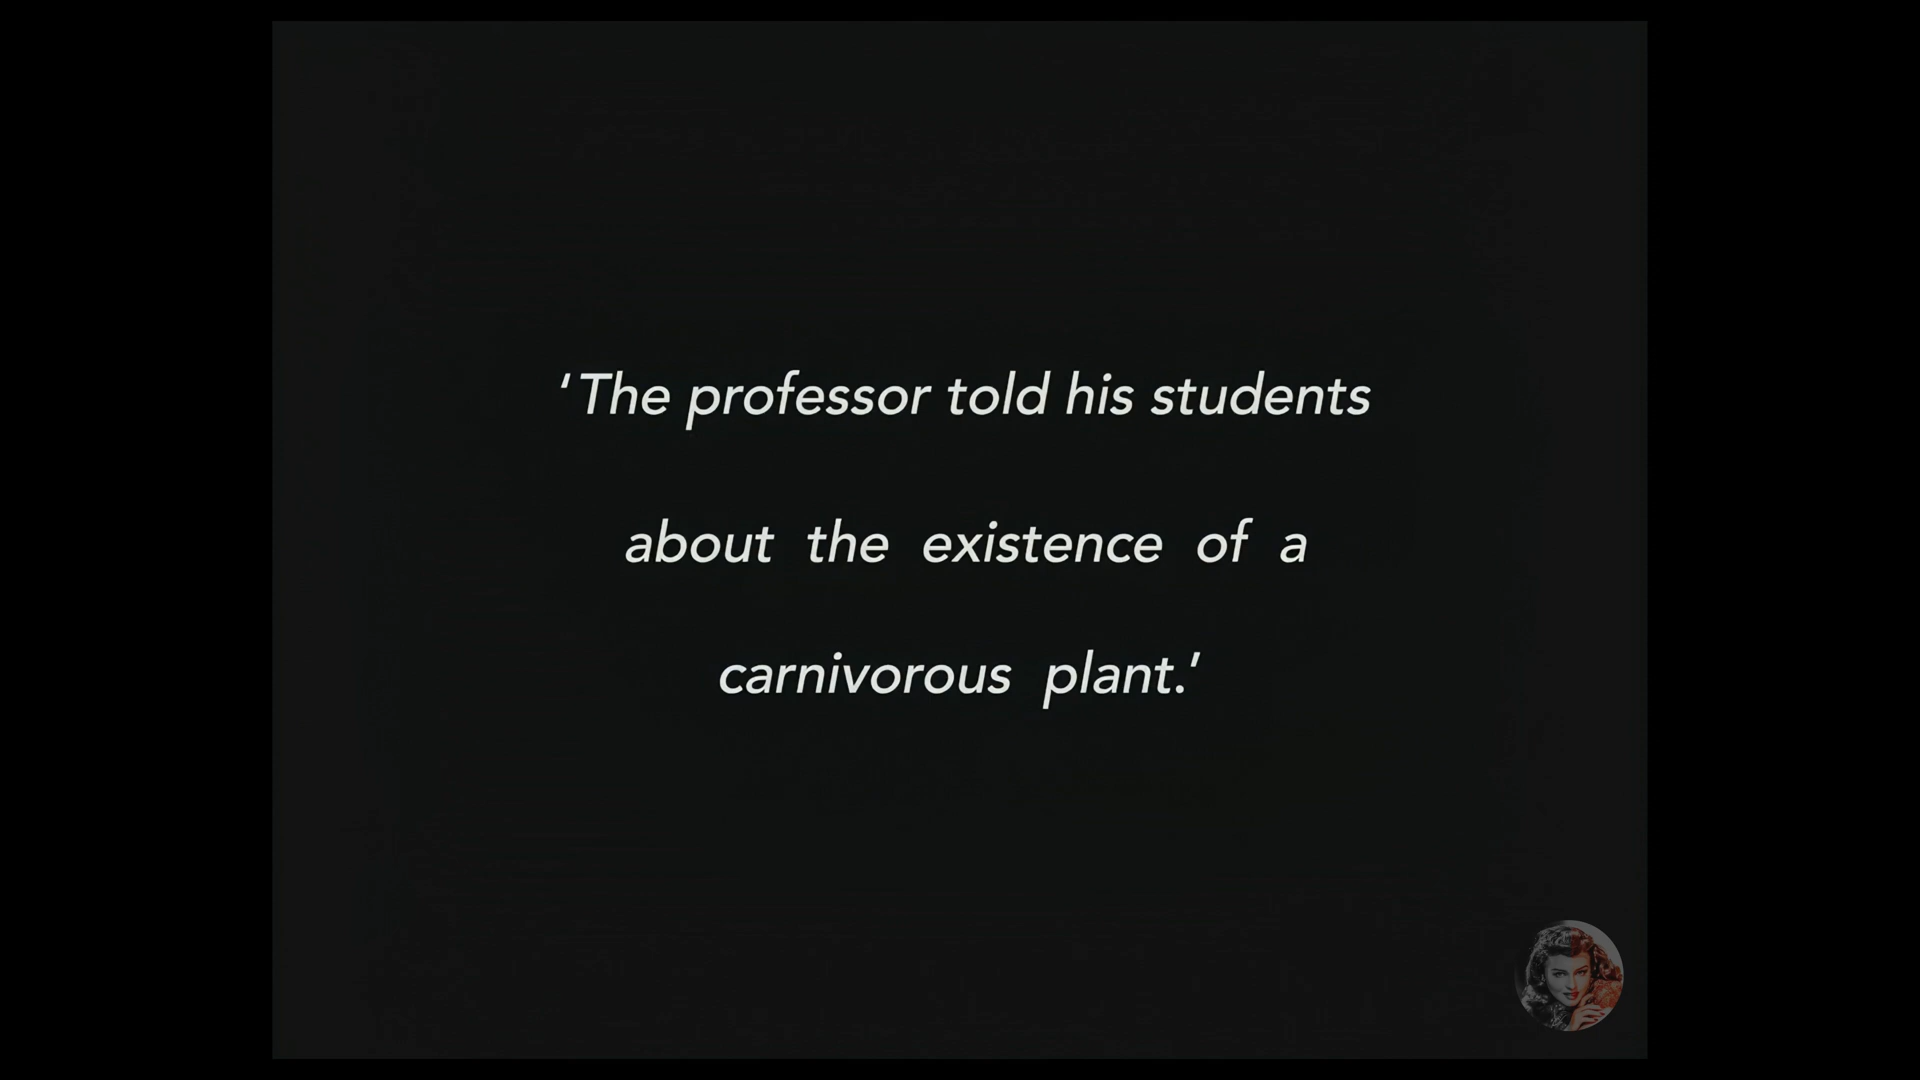 ‘The professor told his students
about the existence of a
carnivorous plant.’